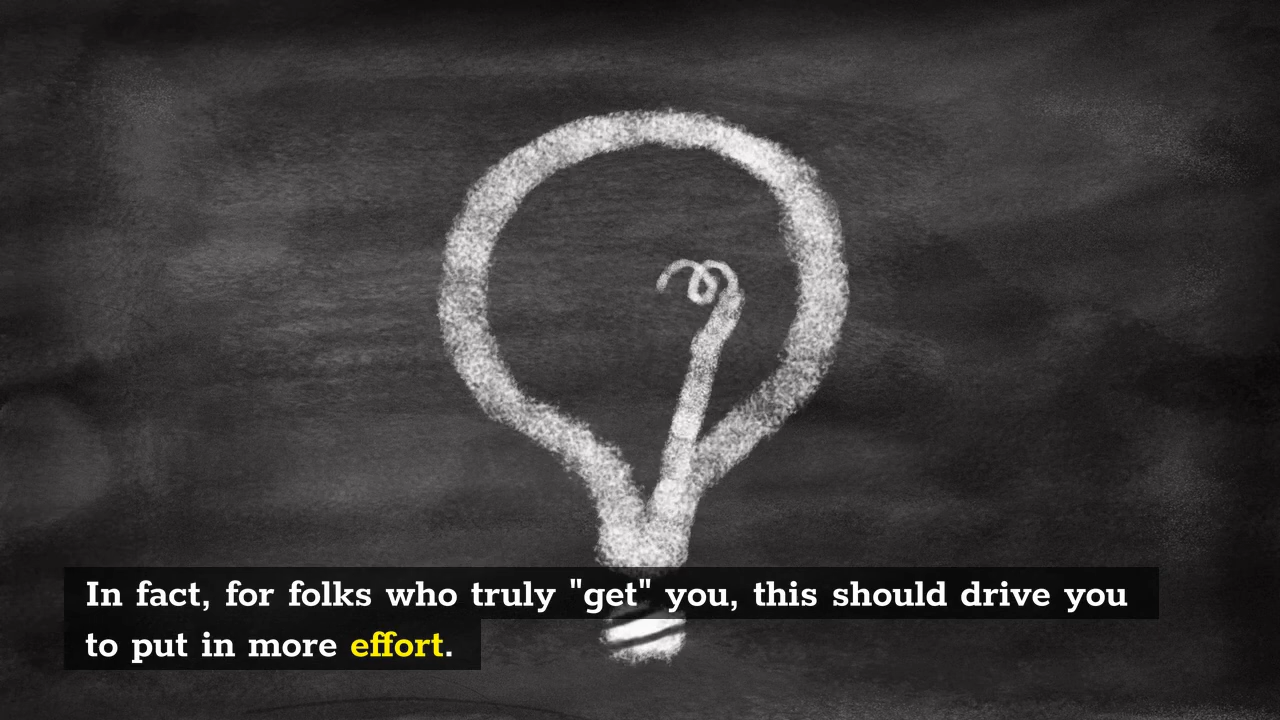 In fact, for folks who truly "get" you, this should drive you
to put in more effort.